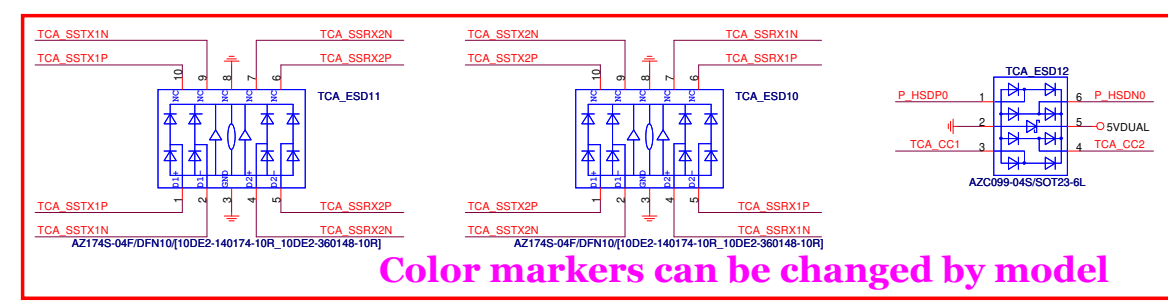 TCA_SSTX1N TCA_SSRX2N TCA_SSTX2N TCA_SSRX1N
TCA_SSTX1P TCA_SSRX2P TCA_SSTX2P TCA_SSRX1P
10 9 8 7 6 10 9 8 7 6
TCA_ESD12
NC NC NC NC NC NC NC NC
TCA_ESD11 TCA_ESD10
P_HSDP0 1 6 P_HSDN0
2 5 5VDUAL
TCA_CC1 3 4 TCA_CC2
AZC099-04S/SOT23-6L
D1+ D1- GND D2+ D2- D1+ D1- GND D2+ D2-
1 2 3 4 5 1 2 3 4 5
TCA_SSTX1P TCA_SSRX2P TCA_SSTX2P TCA_SSRX1P
TCA_SSTX1N TCA_SSRX2N TCA_SSTX2N TCA_SSRX1N
AZ174S-04F/DFN10/[10DE2-140174-10R_10DE2-360148-10R] AZ174S-04F/DFN10/[10DE2-140174-10R_10DE2-360148-10R]
Color markers can be changed by model